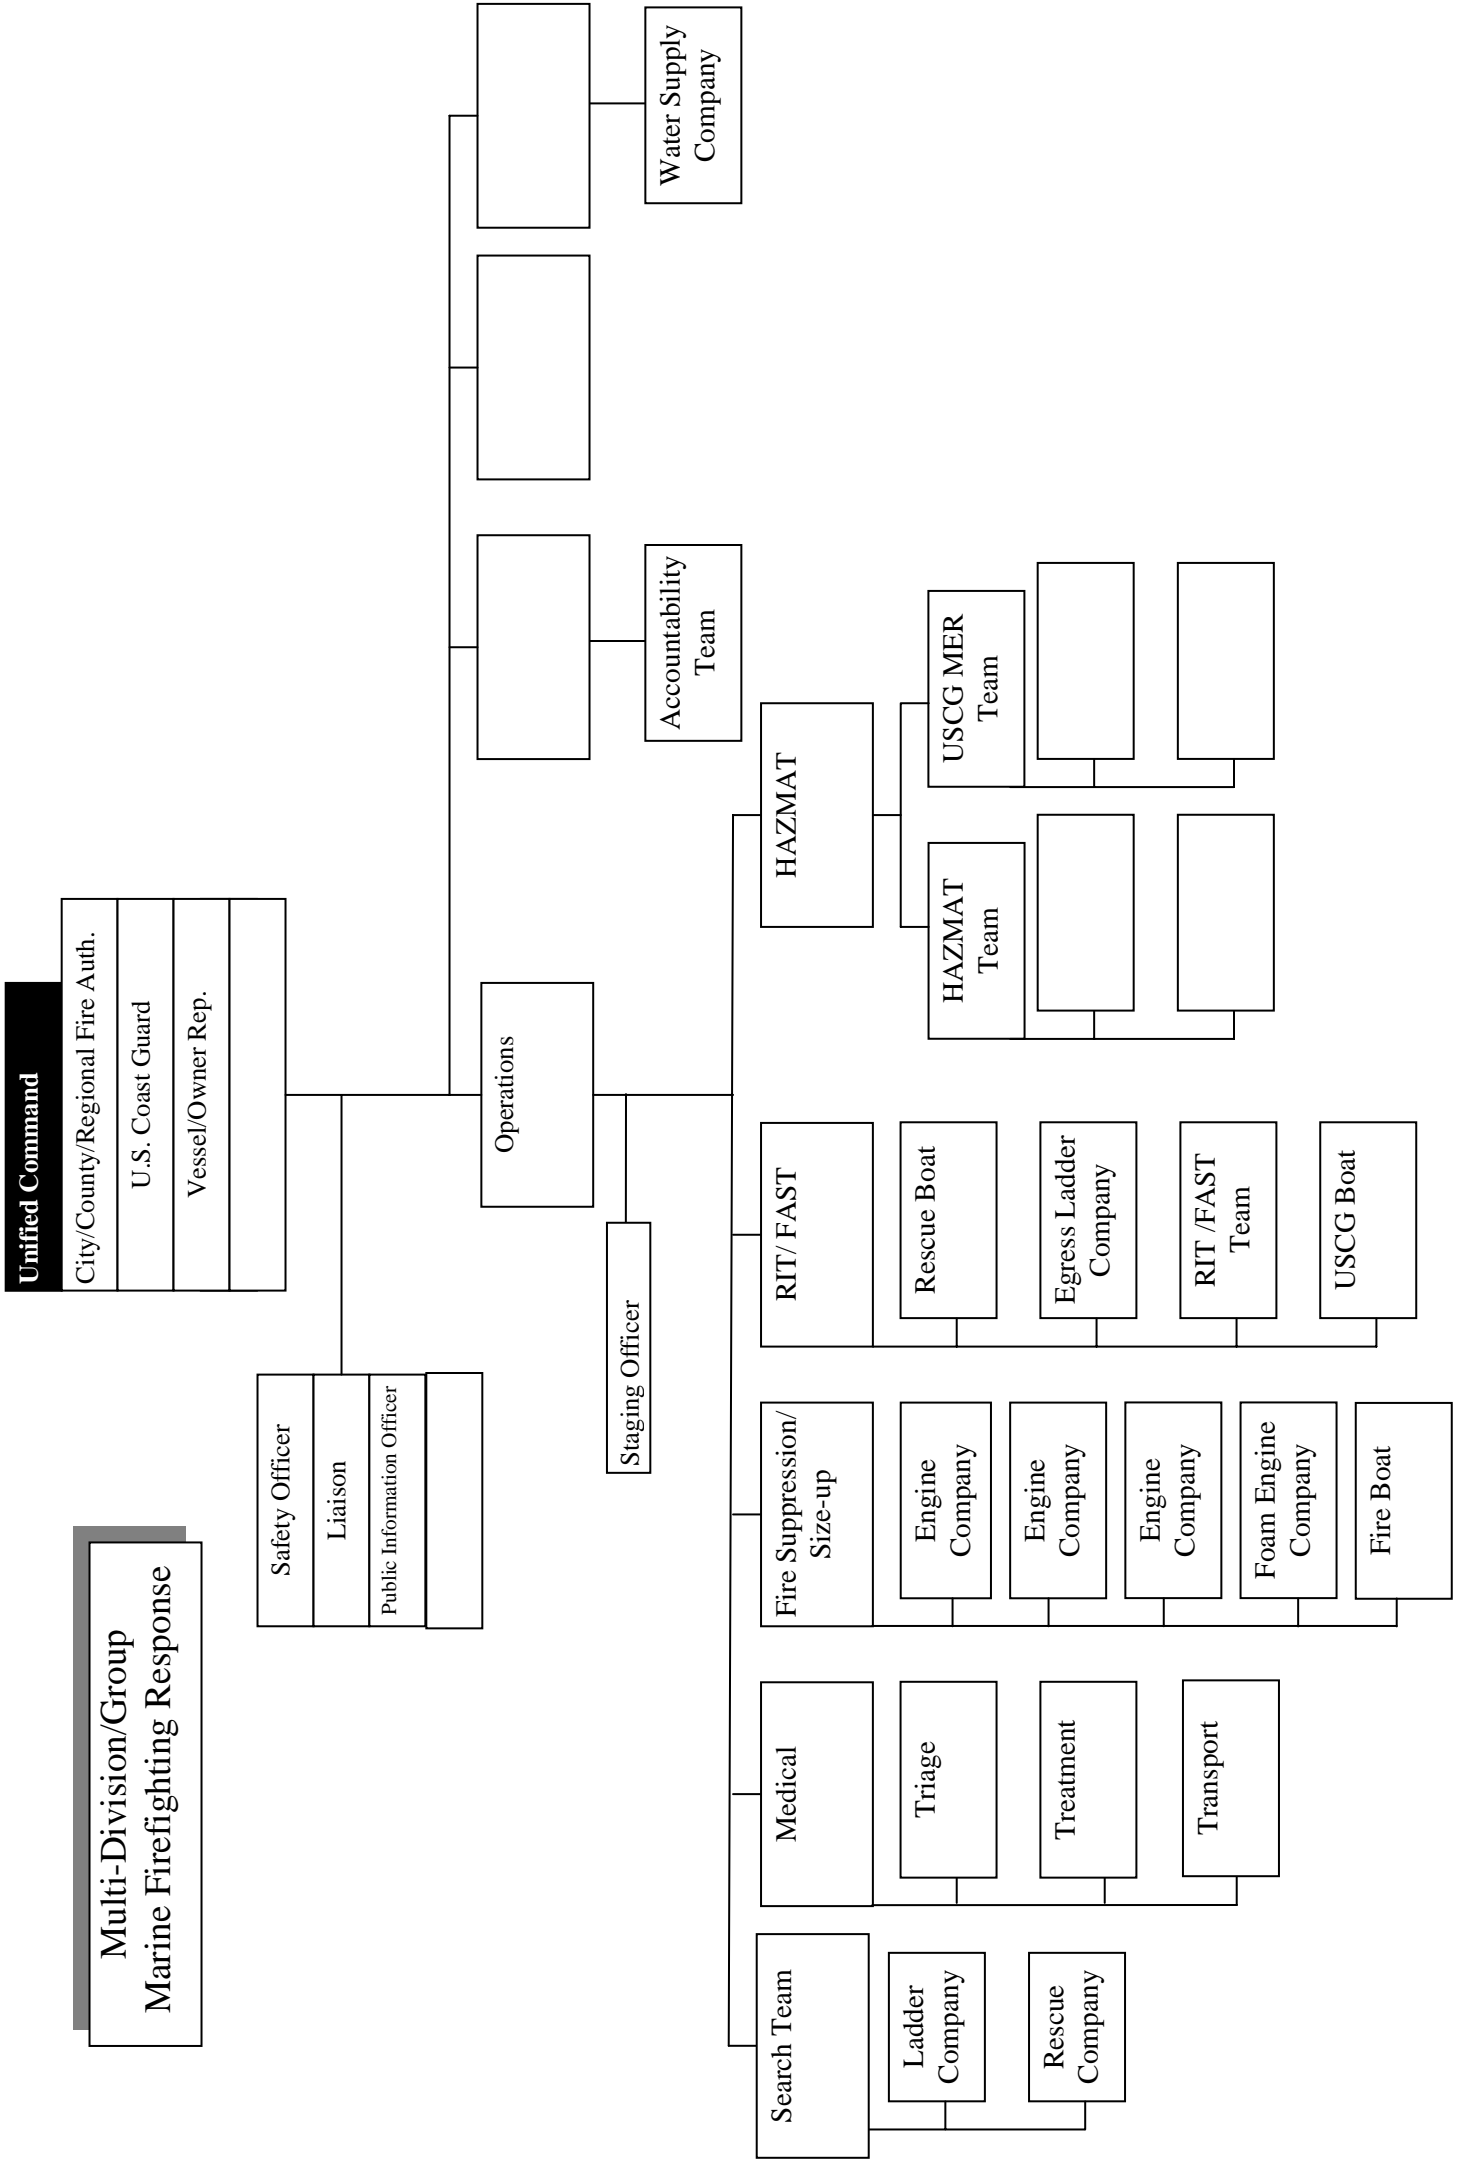 Multi-Division/Group
Marine Firefighting Response
Unified Command
City/County/Regional Fire Auth.
U.S. Coast Guard
Vessel/Owner Rep.
Safety Officer
Liaison
Public Information Officer
Operations
Staging Officer
Accountability
Team
Water Supply
Company
Search Team
Ladder
Company
Rescue
Company
Medical
Triage
Treatment
Transport
Fire Suppression/
Size-up
Engine
Company
Engine
Company
Engine
Company
Foam Engine
Company
Fire Boat
RIT/ FAST
Rescue Boat
Egress Ladder
Company
RIT /FAST
Team
USCG Boat
HAZMAT
HAZMAT
Team
USCG MER
Team